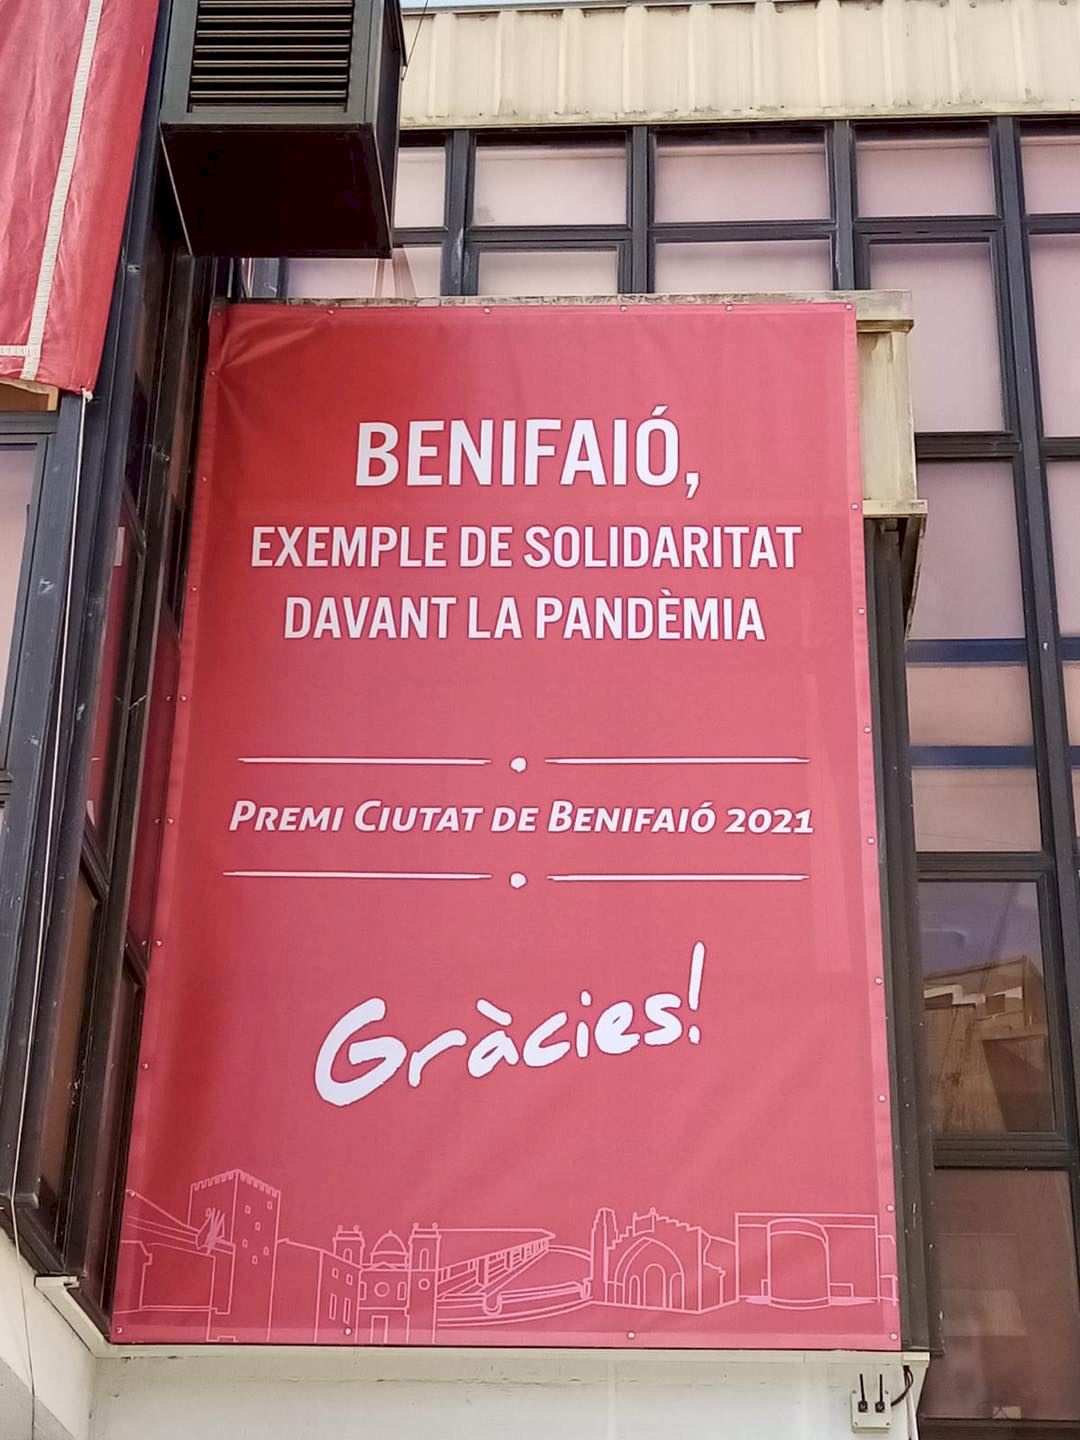 BENIFAIÓ,
EXEMPLE DE SOLIDARITAT
DAVANT LA PANDÈMIA
PREMI CIUTAT DE BENIFAIÓ 2021
Gràcies!